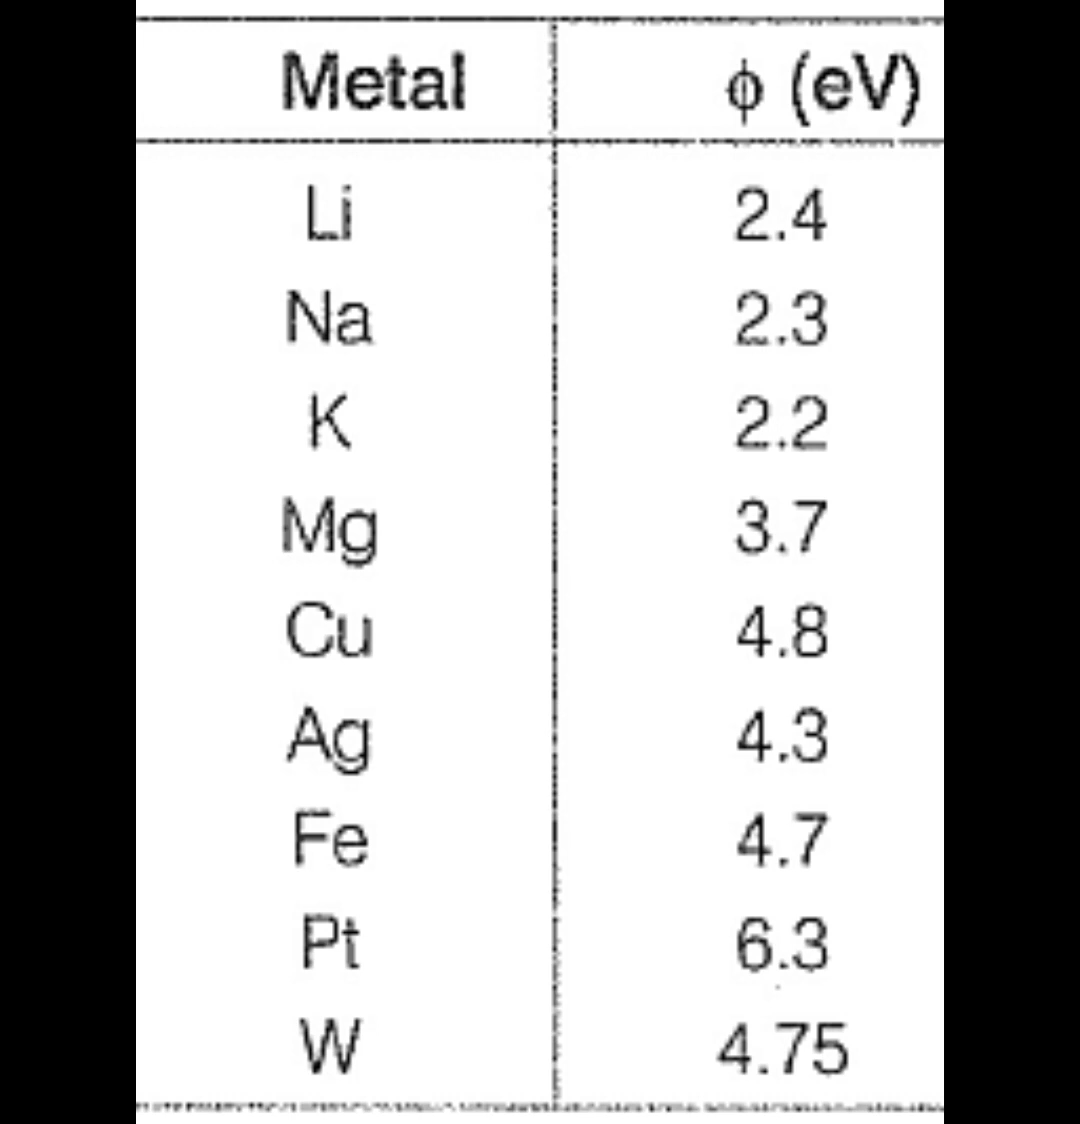 Metal ϕ (eV)
Li 2.4
Na 2.3
K 2.2
Mg 3.7
Cu 4.8
Ag 4.3
Fe 4.7
Pt 6.3
W 4.75